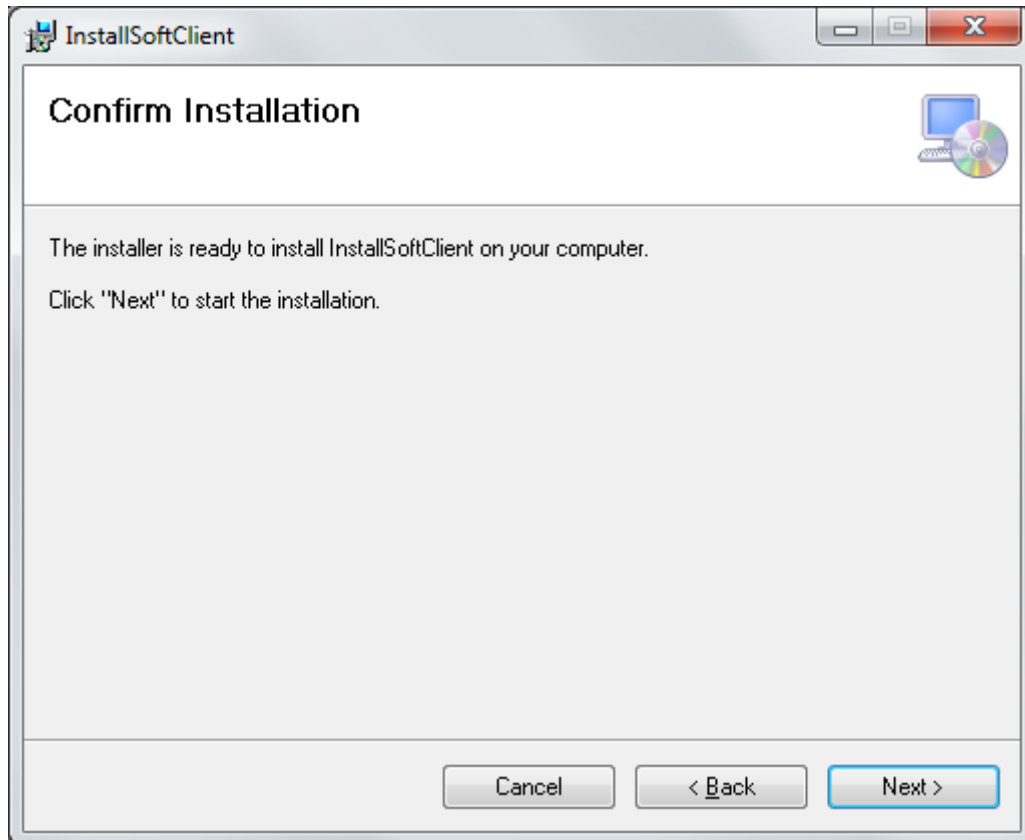 InstallSoftClient
Confirm Installation
The installer is ready to install InstallSoftClient on your computer.
Click "Next" to start the installation.
Cancel
< Back
Next >